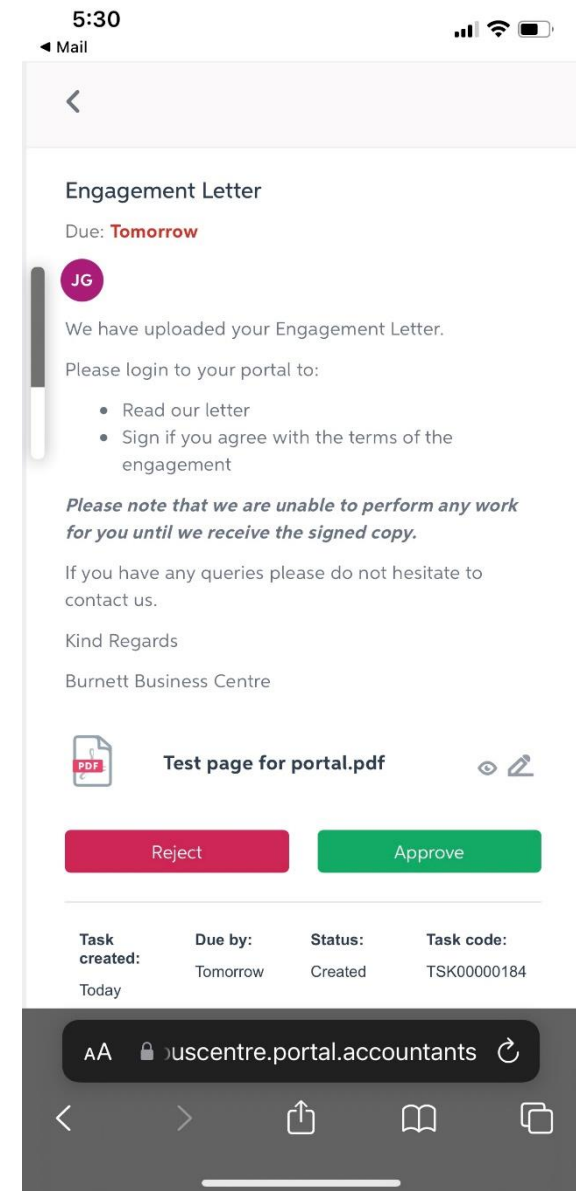 5:30
◀ Mail
Engagement Letter
Due: Tomorrow
JG
We have uploaded your Engagement Letter.
Please login to your portal to:
• Read our letter
• Sign if you agree with the terms of the
engagement
Please note that we are unable to perform any work
for you until we receive the signed copy.
If you have any queries please do not hesitate to
contact us.
Kind Regards
Burnett Business Centre
PDF
Test page for portal.pdf
Reject
Approve
Task created:
Today
Due by:
Tomorrow
Status:
Created
Task code:
TSK00000184
AA
uscentre.portal.accountants